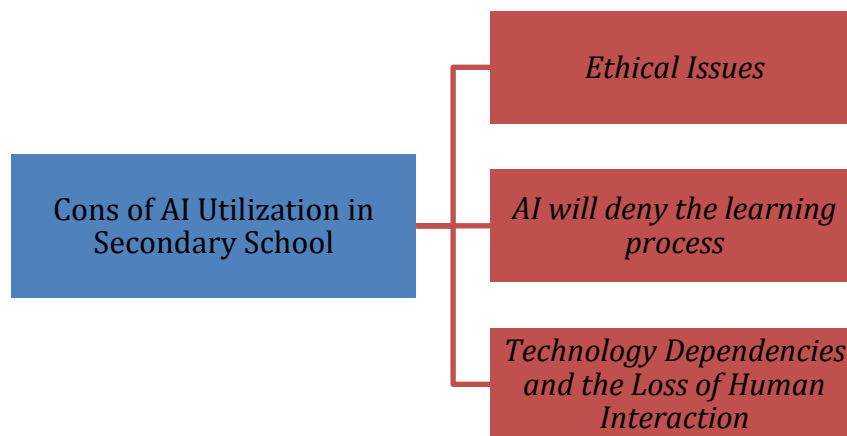 Ethical Issues
Cons of AI Utilization in
Secondary School
AI will deny the learning
process
Technology Dependencies
and the Loss of Human
Interaction